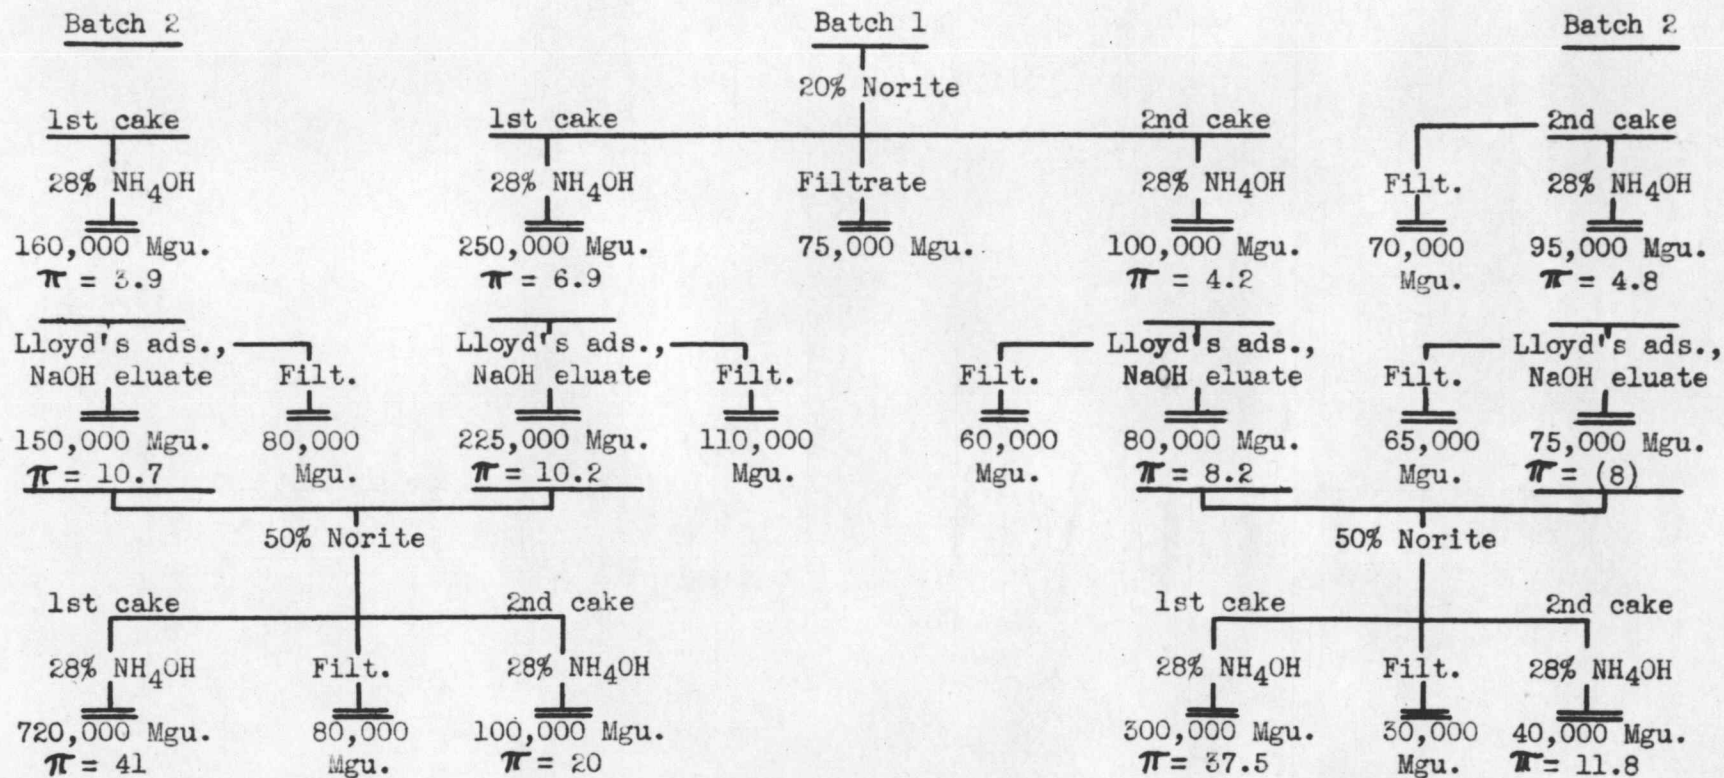 Batch 2 Batch 1 Batch 2
20% Norite
1st cake 1st cake 2nd cake 2nd cake
28% NH4OH 28% NH4OH Filtrate 28% NH4OH Filt. 28% NH4OH
160,000 Mgu. 250,000 Mgu. 75,000 Mgu. 100,000 Mgu. 70,000 95,000 Mgu.
π = 3.9 π = 6.9 π = 4.2 Mgu. π = 4.8
Lloyd's ads., Lloyd's ads., Lloyd's ads., Lloyd's ads.,
NaOH eluate Filt. NaOH eluate Filt. Filt. NaOH eluate Filt. NaOH eluate
150,000 Mgu. 80,000 225,000 Mgu. 110,000 60,000 80,000 Mgu. 65,000 75,000 Mgu.
π = 10.7 Mgu. π = 10.2 Mgu. Mgu. π = 8.2 Mgu. π = (8)
50% Norite 50% Norite
1st cake 2nd cake 1st cake 2nd cake
28% NH4OH Filt. 28% NH4OH 28% NH4OH Filt. 28% NH4OH
720,000 Mgu. 80,000 100,000 Mgu. 300,000 Mgu. 30,000 40,000 Mgu.
π = 41 Mgu. π = 20 π = 37.5 Mgu. π = 11.8